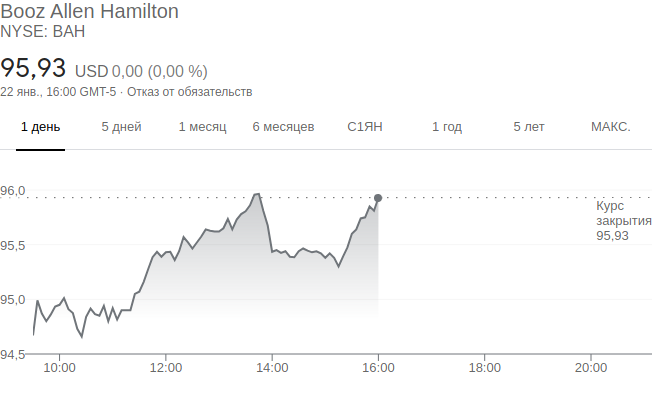 Booz Allen Hamilton
NYSE: BAH
95,93 USD 0,00 (0,00 %)
22 янв., 16:00 GMT-5 · Отказ от обязательств
1 день 5 дней 1 месяц 6 месяцев С1ЯН 1 год 5 лет МАКС.
96,0
Курс
закрытия
95,93
95,5
95,0
94,5
10:00 12:00 14:00 16:00 18:00 20:00